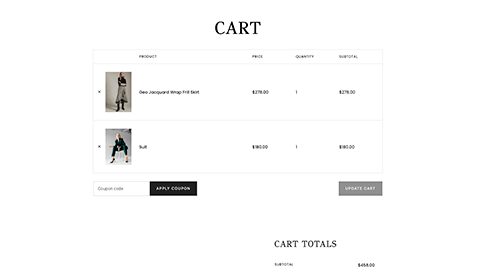 CART
PRODUCT PRICE QUANTITY SUBTOTAL
× Geo Jacquard Wrap Frill Skirt $278.00 1 $278.00
× Suit $180.00 1 $180.00
Coupon code APPLY COUPON UPDATE CART
CART TOTALS
SUBTOTAL $458.00